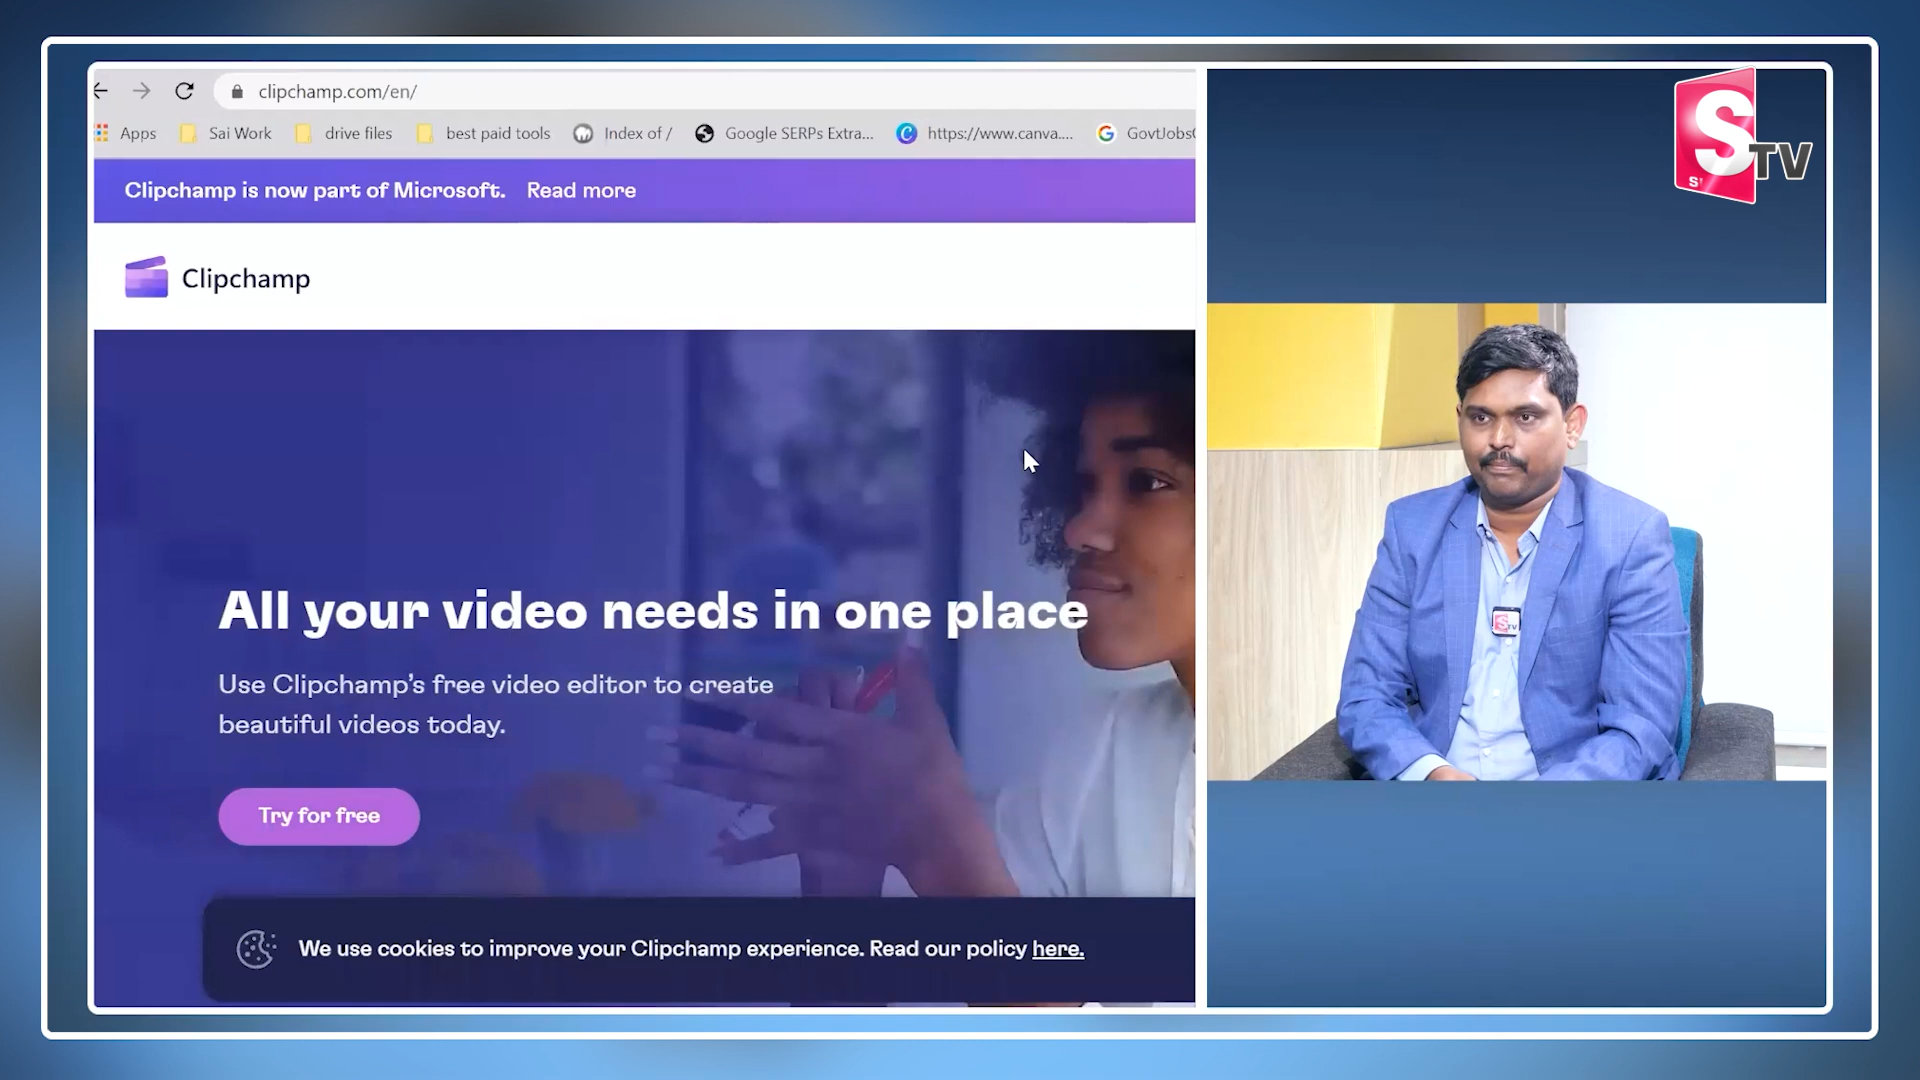 clipchamp.com/en/
Apps Sai Work drive files best paid tools Index of / Google SERPs Extra... https://www.canva.... GovtJobs
Clipchamp is now part of Microsoft. Read more
Clipchamp
All your video needs in one place
Use Clipchamp's free video editor to create
beautiful videos today.
Try for free
We use cookies to improve your Clipchamp experience. Read our policy here.
S TV
S TV